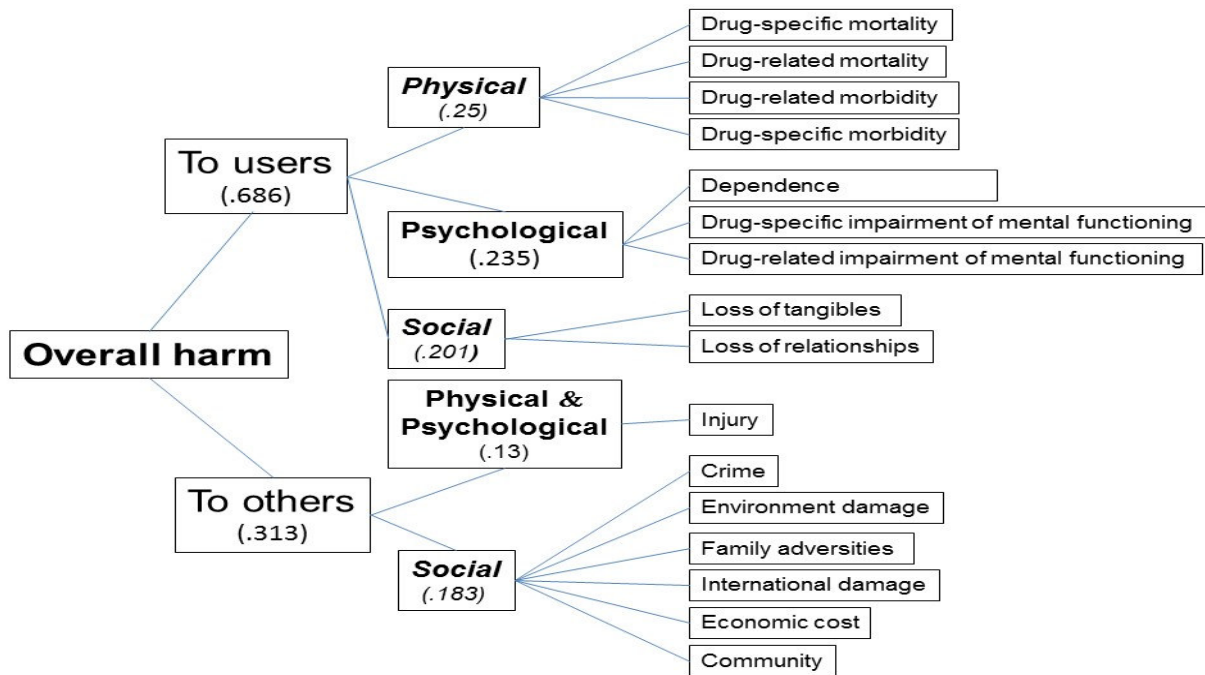 Overall harm
To users
(.686)
Physical
(.25)
Drug-specific mortality
Drug-related mortality
Drug-related morbidity
Drug-specific morbidity
Psychological
(.235)
Dependence
Drug-specific impairment of mental functioning
Drug-related impairment of mental functioning
Social
(.201)
Loss of tangibles
Loss of relationships
To others
(.313)
Physical &
Psychological
(.13)
Injury
Social
(.183)
Crime
Environment damage
Family adversities
International damage
Economic cost
Community